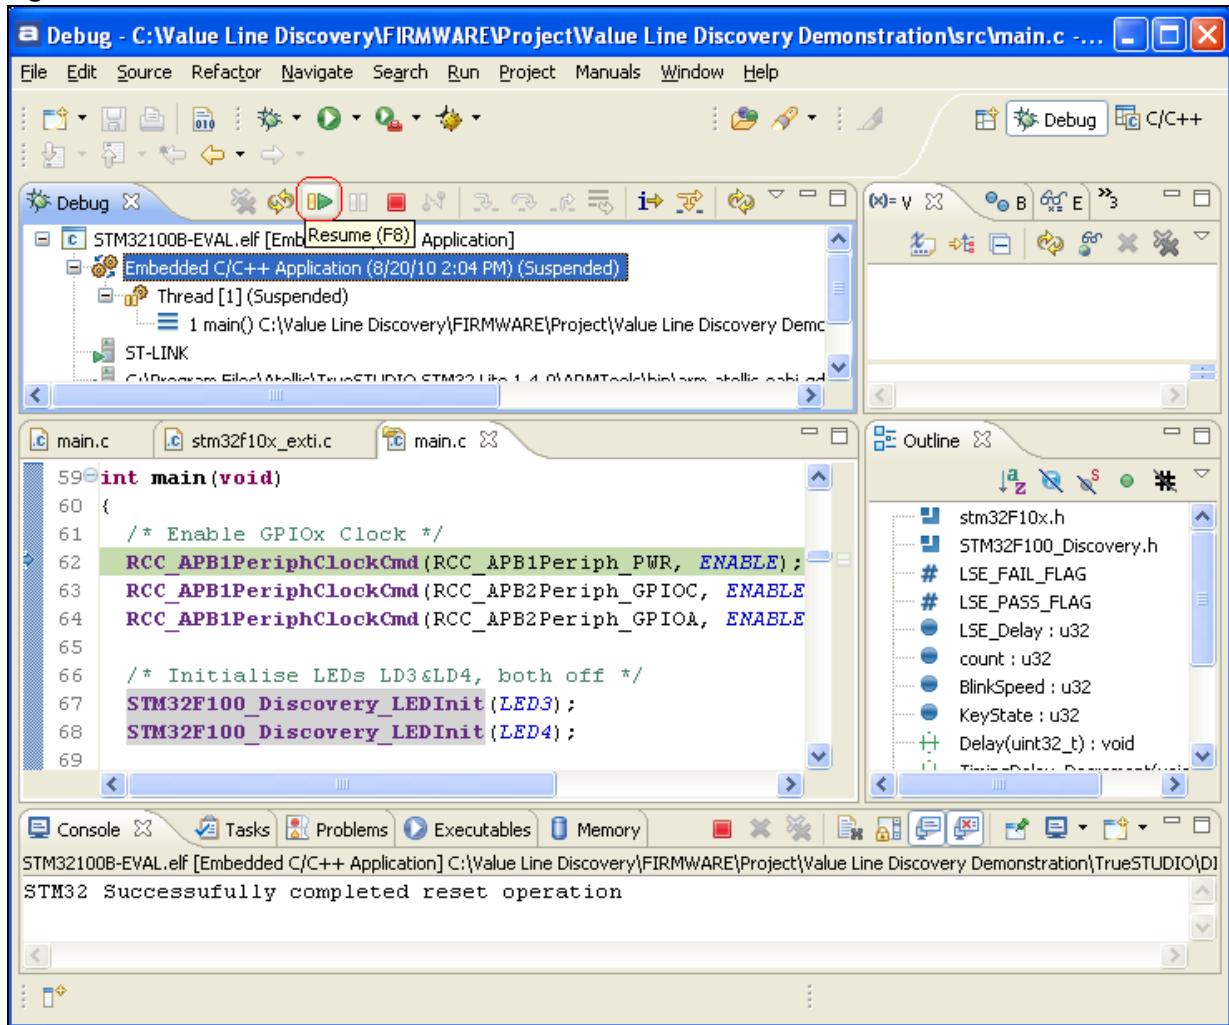 Debug - C:\Value Line Discovery\FIRMWARE\Project\Value Line Discovery Demonstration\src\main.c -...
File Edit Source Refactor Navigate Search Run Project Manuals Window Help
010
Debug C/C++
Debug
(x)= V B E »3
Resume (F8)
STM32100B-EVAL.elf [Emb Application]
Embedded C/C++ Application (8/20/10 2:04 PM) (Suspended)
Thread [1] (Suspended)
1 main() C:\Value Line Discovery\FIRMWARE\Project\Value Line Discovery Demo
ST-LINK
main.c stm32f10x_exti.c main.c
59 int main(void)
60 {
61 /* Enable GPIOx Clock */
62 RCC_APB1PeriphClockCmd(RCC_APB1Periph_PWR, ENABLE);
63 RCC_APB1PeriphClockCmd(RCC_APB2Periph_GPIOC, ENABLE
64 RCC_APB1PeriphClockCmd(RCC_APB2Periph_GPIOA, ENABLE
65
66 /* Initialise LEDs LD3&LD4, both off */
67 STM32F100_Discovery_LEDInit(LED3);
68 STM32F100_Discovery_LEDInit(LED4);
69
Outline
stm32F10x.h
STM32F100_Discovery.h
# LSE_FAIL_FLAG
# LSE_PASS_FLAG
LSE_Delay : u32
count : u32
BlinkSpeed : u32
KeyState : u32
Delay(uint32_t) : void
Console Tasks Problems Executables Memory
STM32100B-EVAL.elf [Embedded C/C++ Application] C:\Value Line Discovery\FIRMWARE\Project\Value Line Discovery Demonstration\TrueSTUDIO\DI
STM32 Successufully completed reset operation